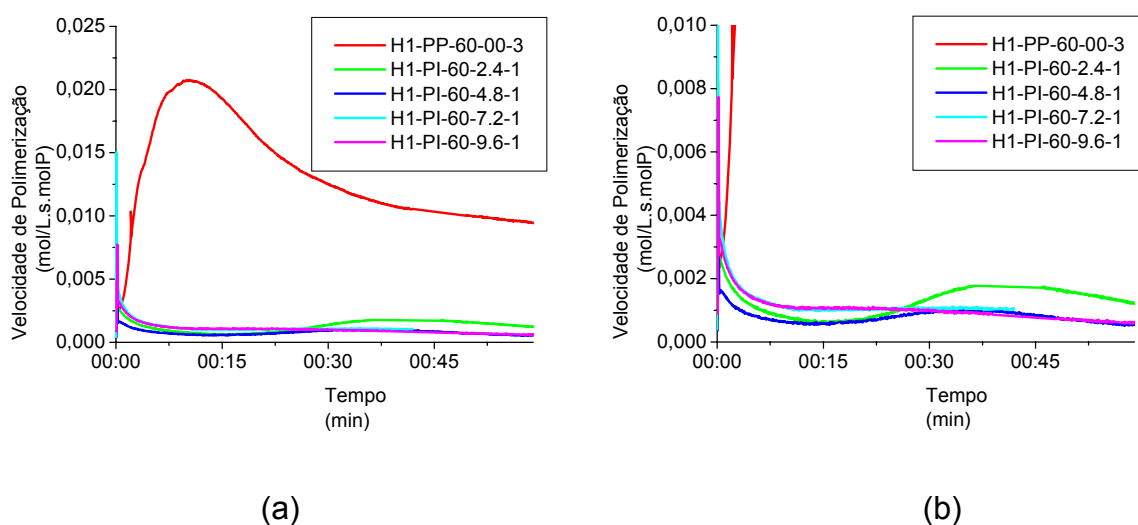 Velocidade de Polimerização
(mol/L.s.molP)
0,025
0,020
0,015
0,010
0,005
0,000
H1-PP-60-00-3
H1-PI-60-2.4-1
H1-PI-60-4.8-1
H1-PI-60-7.2-1
H1-PI-60-9.6-1
00:00
00:15
00:30
00:45
Tempo
(min)
(a)
Velocidade de Polimerização
(mol/L.s.molP)
0,010
0,008
0,006
0,004
0,002
0,000
H1-PP-60-00-3
H1-PI-60-2.4-1
H1-PI-60-4.8-1
H1-PI-60-7.2-1
H1-PI-60-9.6-1
00:00
00:15
00:30
00:45
Tempo
(min)
(b)